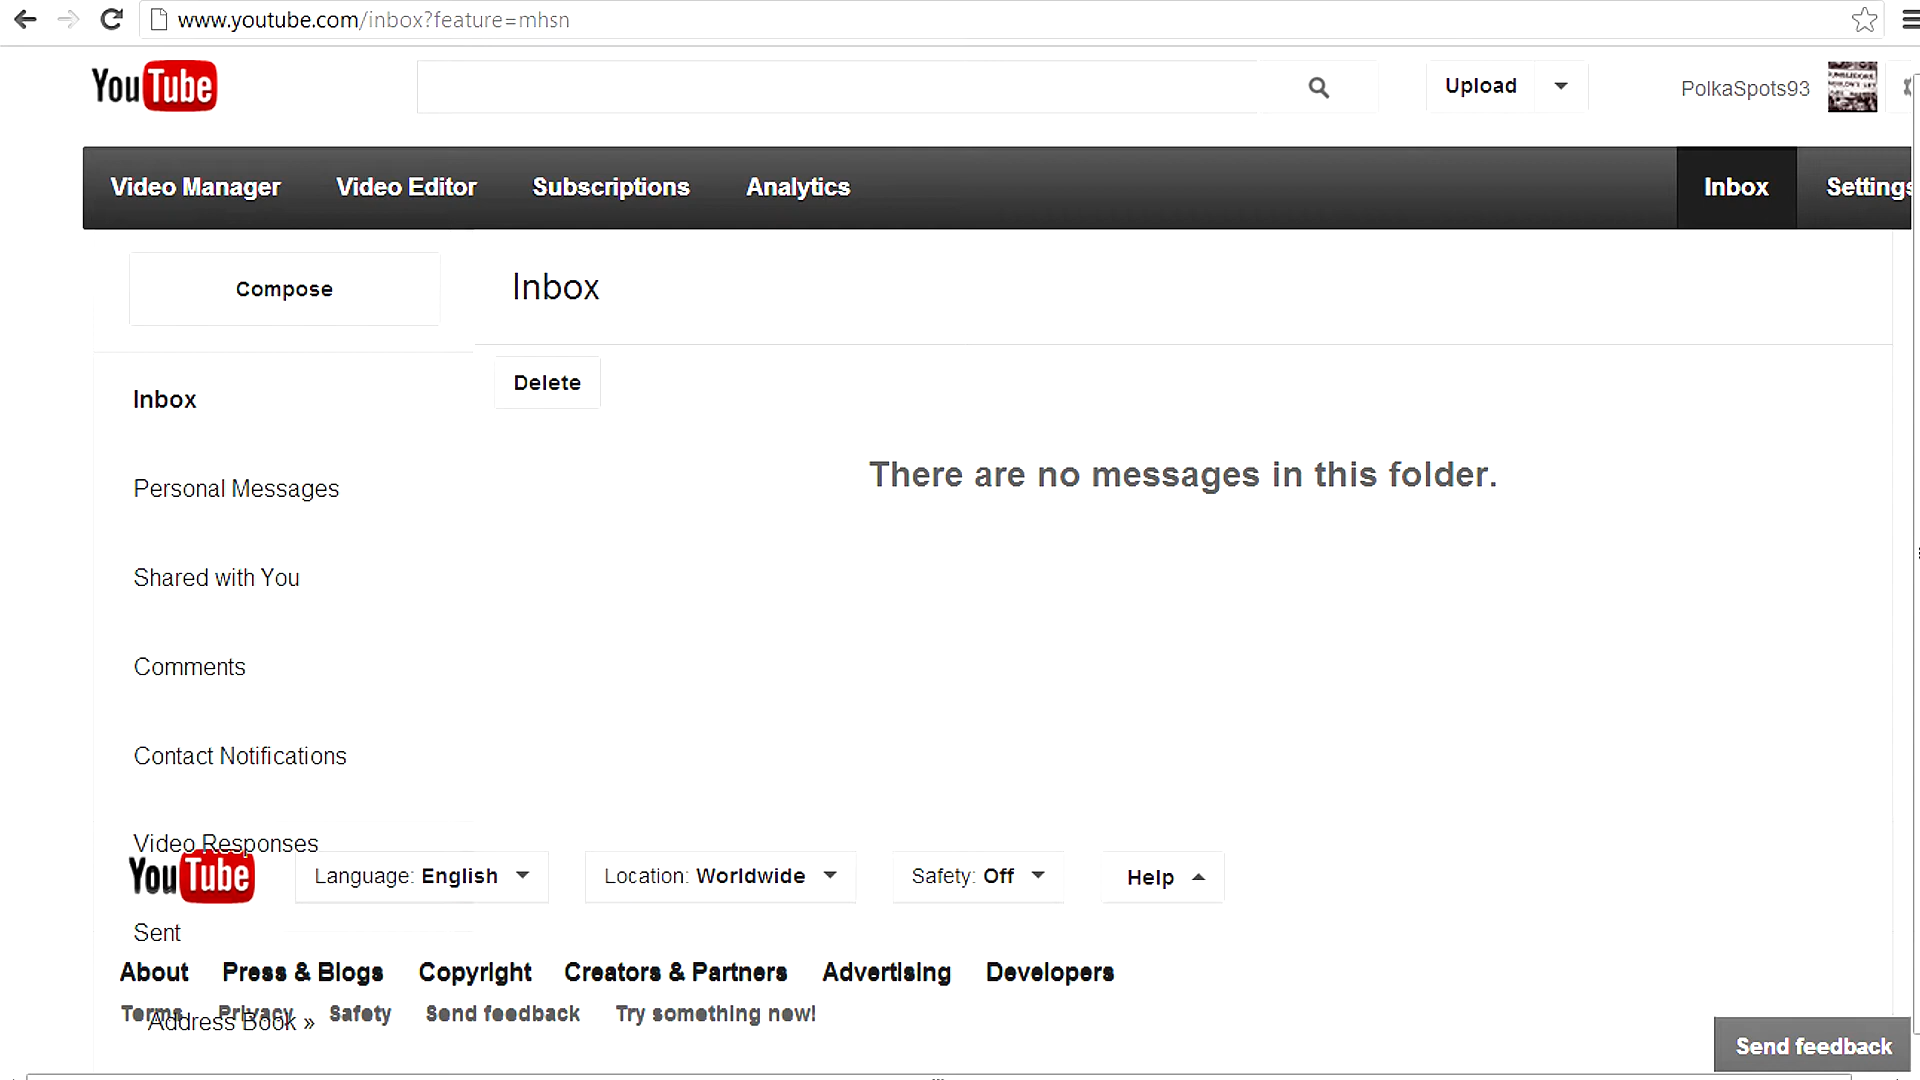 www.youtube.com/inbox?feature=mhsn
YouTube
Upload
PolkaSpots93
Video Manager
Video Editor
Subscriptions
Analytics
Inbox
Settings
Compose
Inbox
Delete
Inbox
There are no messages in this folder.
Personal Messages
Shared with You
Comments
Contact Notifications
Video Responses
YouTube
Language: English
Location: Worldwide
Safety: Off
Help
Sent
About
Press & Blogs
Copyright
Creators & Partners
Advertising
Developers
Terms
Privacy
Safety
Send feedback
Try something new!
Address Book »
Send feedback